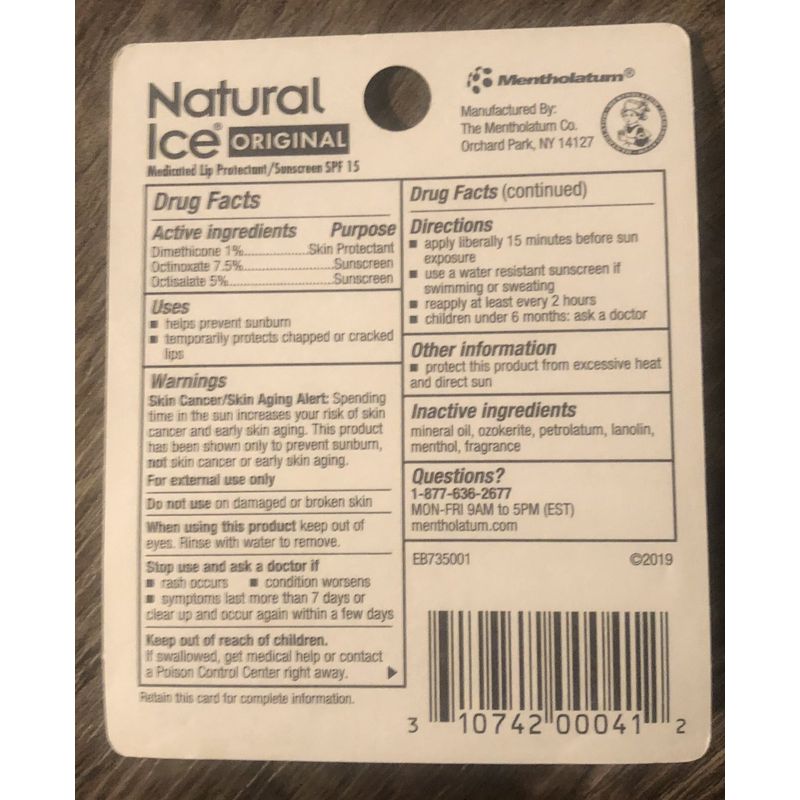 Natural
Ice® ORIGINAL
Medicated Lip Protectant/Sunscreen SPF 15
Mentholatum®
Manufactured By:
The Mentholatum Co.
Orchard Park, NY 14127
Drug Facts
Active ingredients Purpose
Dimethicone 1%....................Skin Protectant
Octinoxate 7.5%............................Sunscreen
Octisalate 5%................................Sunscreen
Uses
■ helps prevent sunburn
■ temporarily protects chapped or cracked
lips
Warnings
Skin Cancer/Skin Aging Alert: Spending
time in the sun increases your risk of skin
cancer and early skin aging. This product
has been shown only to prevent sunburn,
not skin cancer or early skin aging.
For external use only
Do not use on damaged or broken skin
When using this product keep out of
eyes. Rinse with water to remove.
Stop use and ask a doctor if
■ rash occurs ■ condition worsens
■ symptoms last more than 7 days or
clear up and occur again within a few days
Keep out of reach of children.
If swallowed, get medical help or contact
a Poison Control Center right away.
Retain this card for complete information.
Drug Facts (continued)
Directions
■ apply liberally 15 minutes before sun
exposure
■ use a water resistant sunscreen if
swimming or sweating
■ reapply at least every 2 hours
■ children under 6 months: ask a doctor
Other information
■ protect this product from excessive heat
and direct sun
Inactive ingredients
mineral oil, ozokerite, petrolatum, lanolin,
menthol, fragrance
Questions?
1-877-636-2677
MON-FRI 9AM to 5PM (EST)
mentholatum.com
EB735001 ©2019
3 10742 00041 2